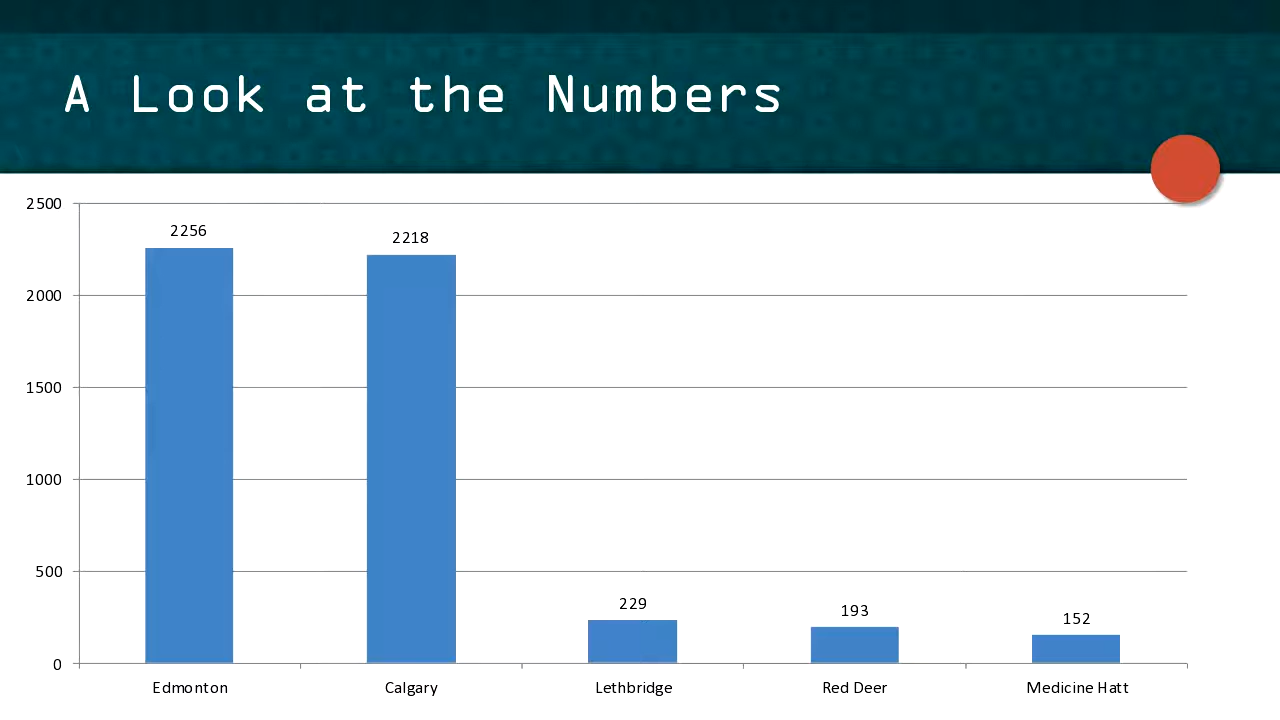 A Look at the Numbers
2500
2256
2218
2000
1500
1000
500
229
193
152
0
Edmonton
Calgary
Lethbridge
Red Deer
Medicine Hatt